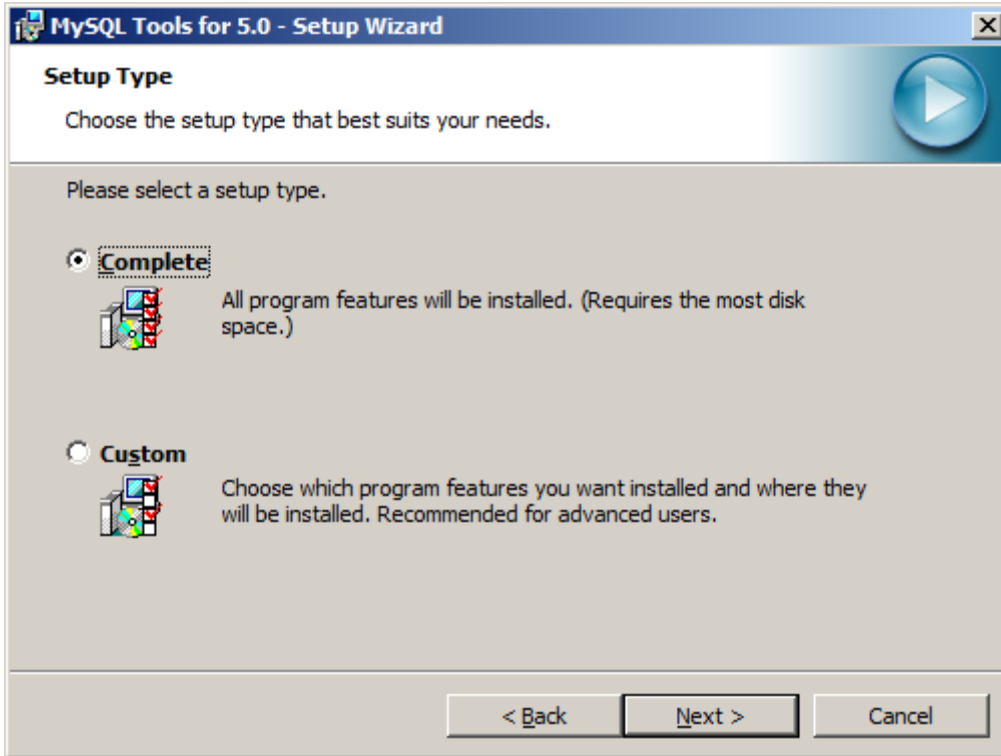 MySQL Tools for 5.0 - Setup Wizard
Setup Type
Choose the setup type that best suits your needs.
Please select a setup type.
Complete
All program features will be installed. (Requires the most disk
space.)
Custom
Choose which program features you want installed and where they
will be installed. Recommended for advanced users.
< Back Next > Cancel